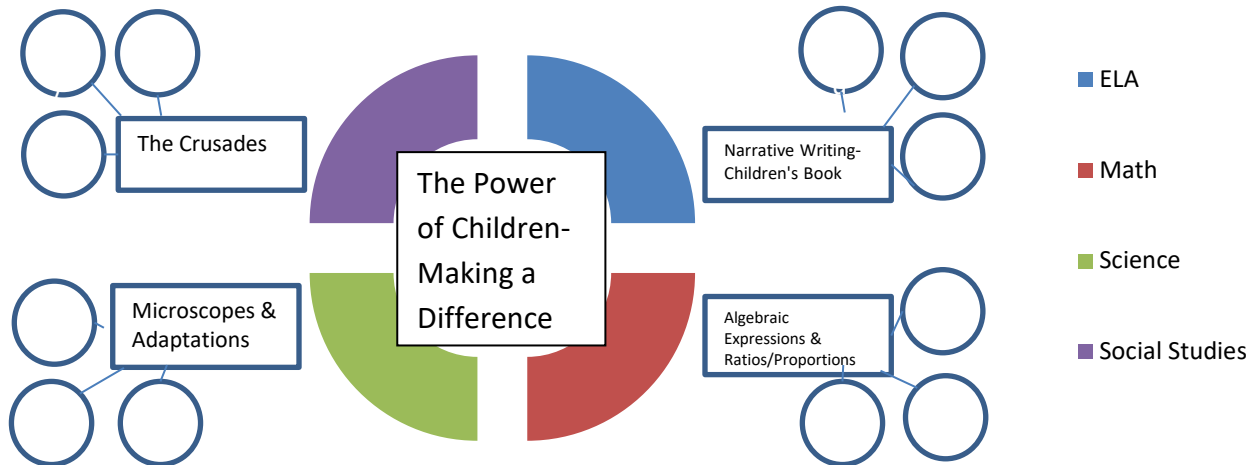 The Crusades
The Power
of Children-
Making a
Difference
Narrative Writing-
Children's Book
Microscopes &
Adaptations
Algebraic
Expressions &
Ratios/Proportions
ELA
Math
Science
Social Studies